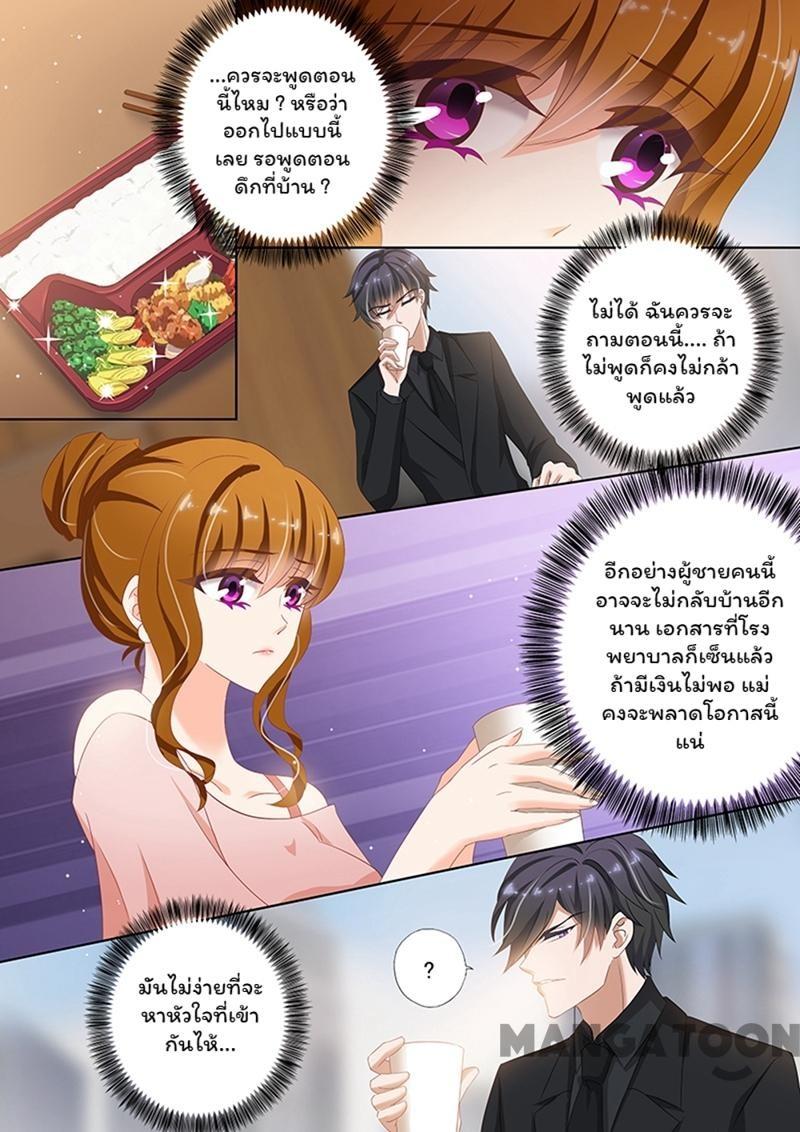 ...ควรจะพูดตอน
นี้ไหม ? หรือว่า
ออกไปแบบนี้
เลย รอพูดตอน
ดึกที่บ้าน ?
ไม่ได้ ฉันควรจะ
ถามตอนนี้.... ถ้า
ไม่พูดก็คงไม่กล้า
พูดแล้ว
อีกอย่างผู้ชายคนนี้
อาจจะไม่กลับบ้านอีก
นาน เอกสารที่โรง
พยาบาลก็เซ็นแล้ว
ถ้ามีเงินไม่พอ แม่
คงจะพลาดโอกาสนี้
แน่
?
มันไม่ง่ายที่จะ
หาหัวใจที่เข้า
กันไห้...
MANGATOON